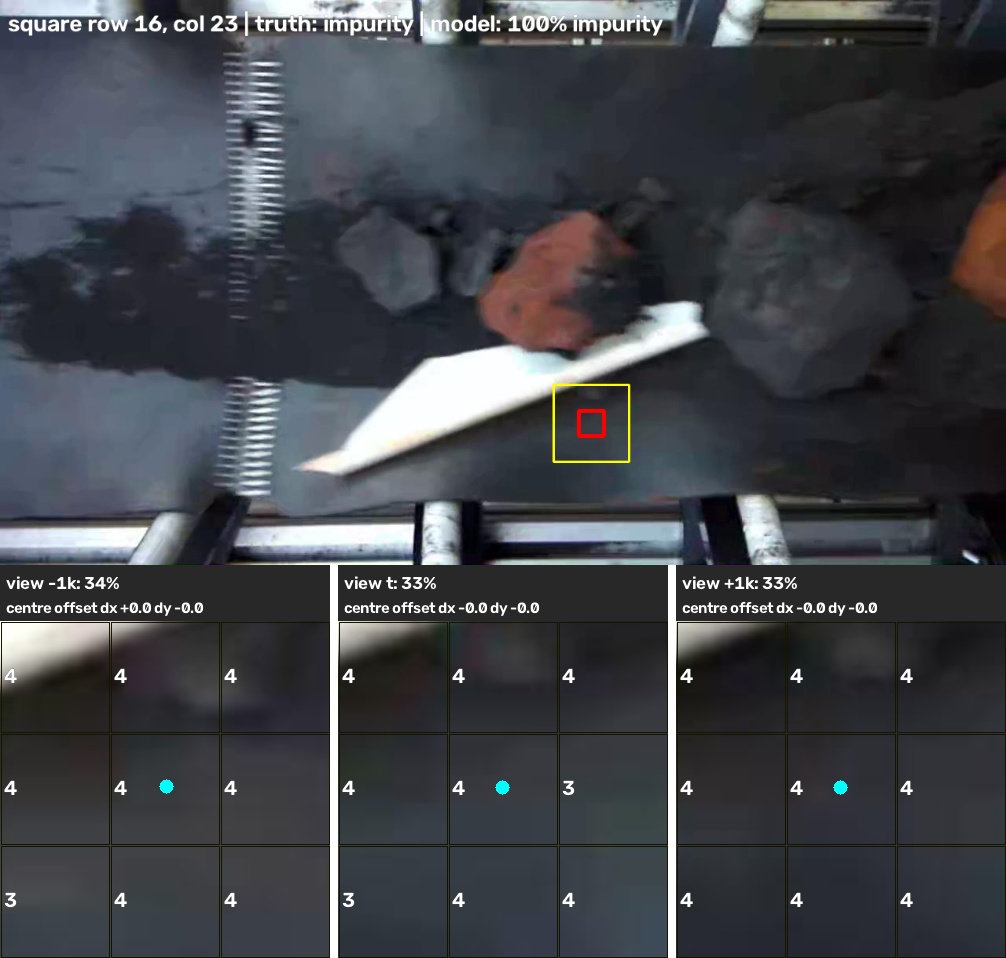 square row 16, col 23 | truth: impurity | model: 100% impurity
view -1k: 34%
centre offset dx +0.0 dy -0.0
view t: 33%
centre offset dx -0.0 dy -0.0
view +1k: 33%
centre offset dx -0.0 dy -0.0
4 4 4
4 4 4
3 4 4
4 4 4
4 4 3
3 4 4
4 4 4
4 4 4
4 4 4